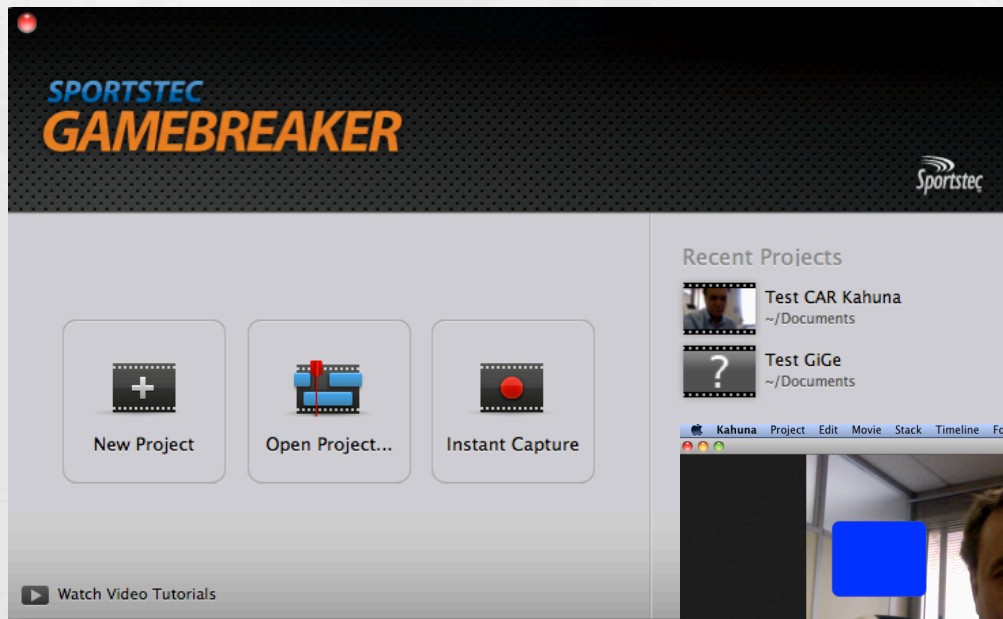 SPORTSTEC
GAMEBREAKER
Sportstec
New Project
Open Project...
Instant Capture
Watch Video Tutorials
Recent Projects
Test CAR Kahuna
~/Documents
?
Test GiGe
~/Documents
Kahuna Project Edit Movie Stack Timeline